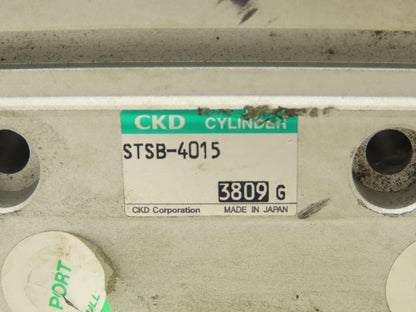 CKD CYLINDER
STSB-4015
3809 G
CKD Corporation MADE IN JAPAN
PORT